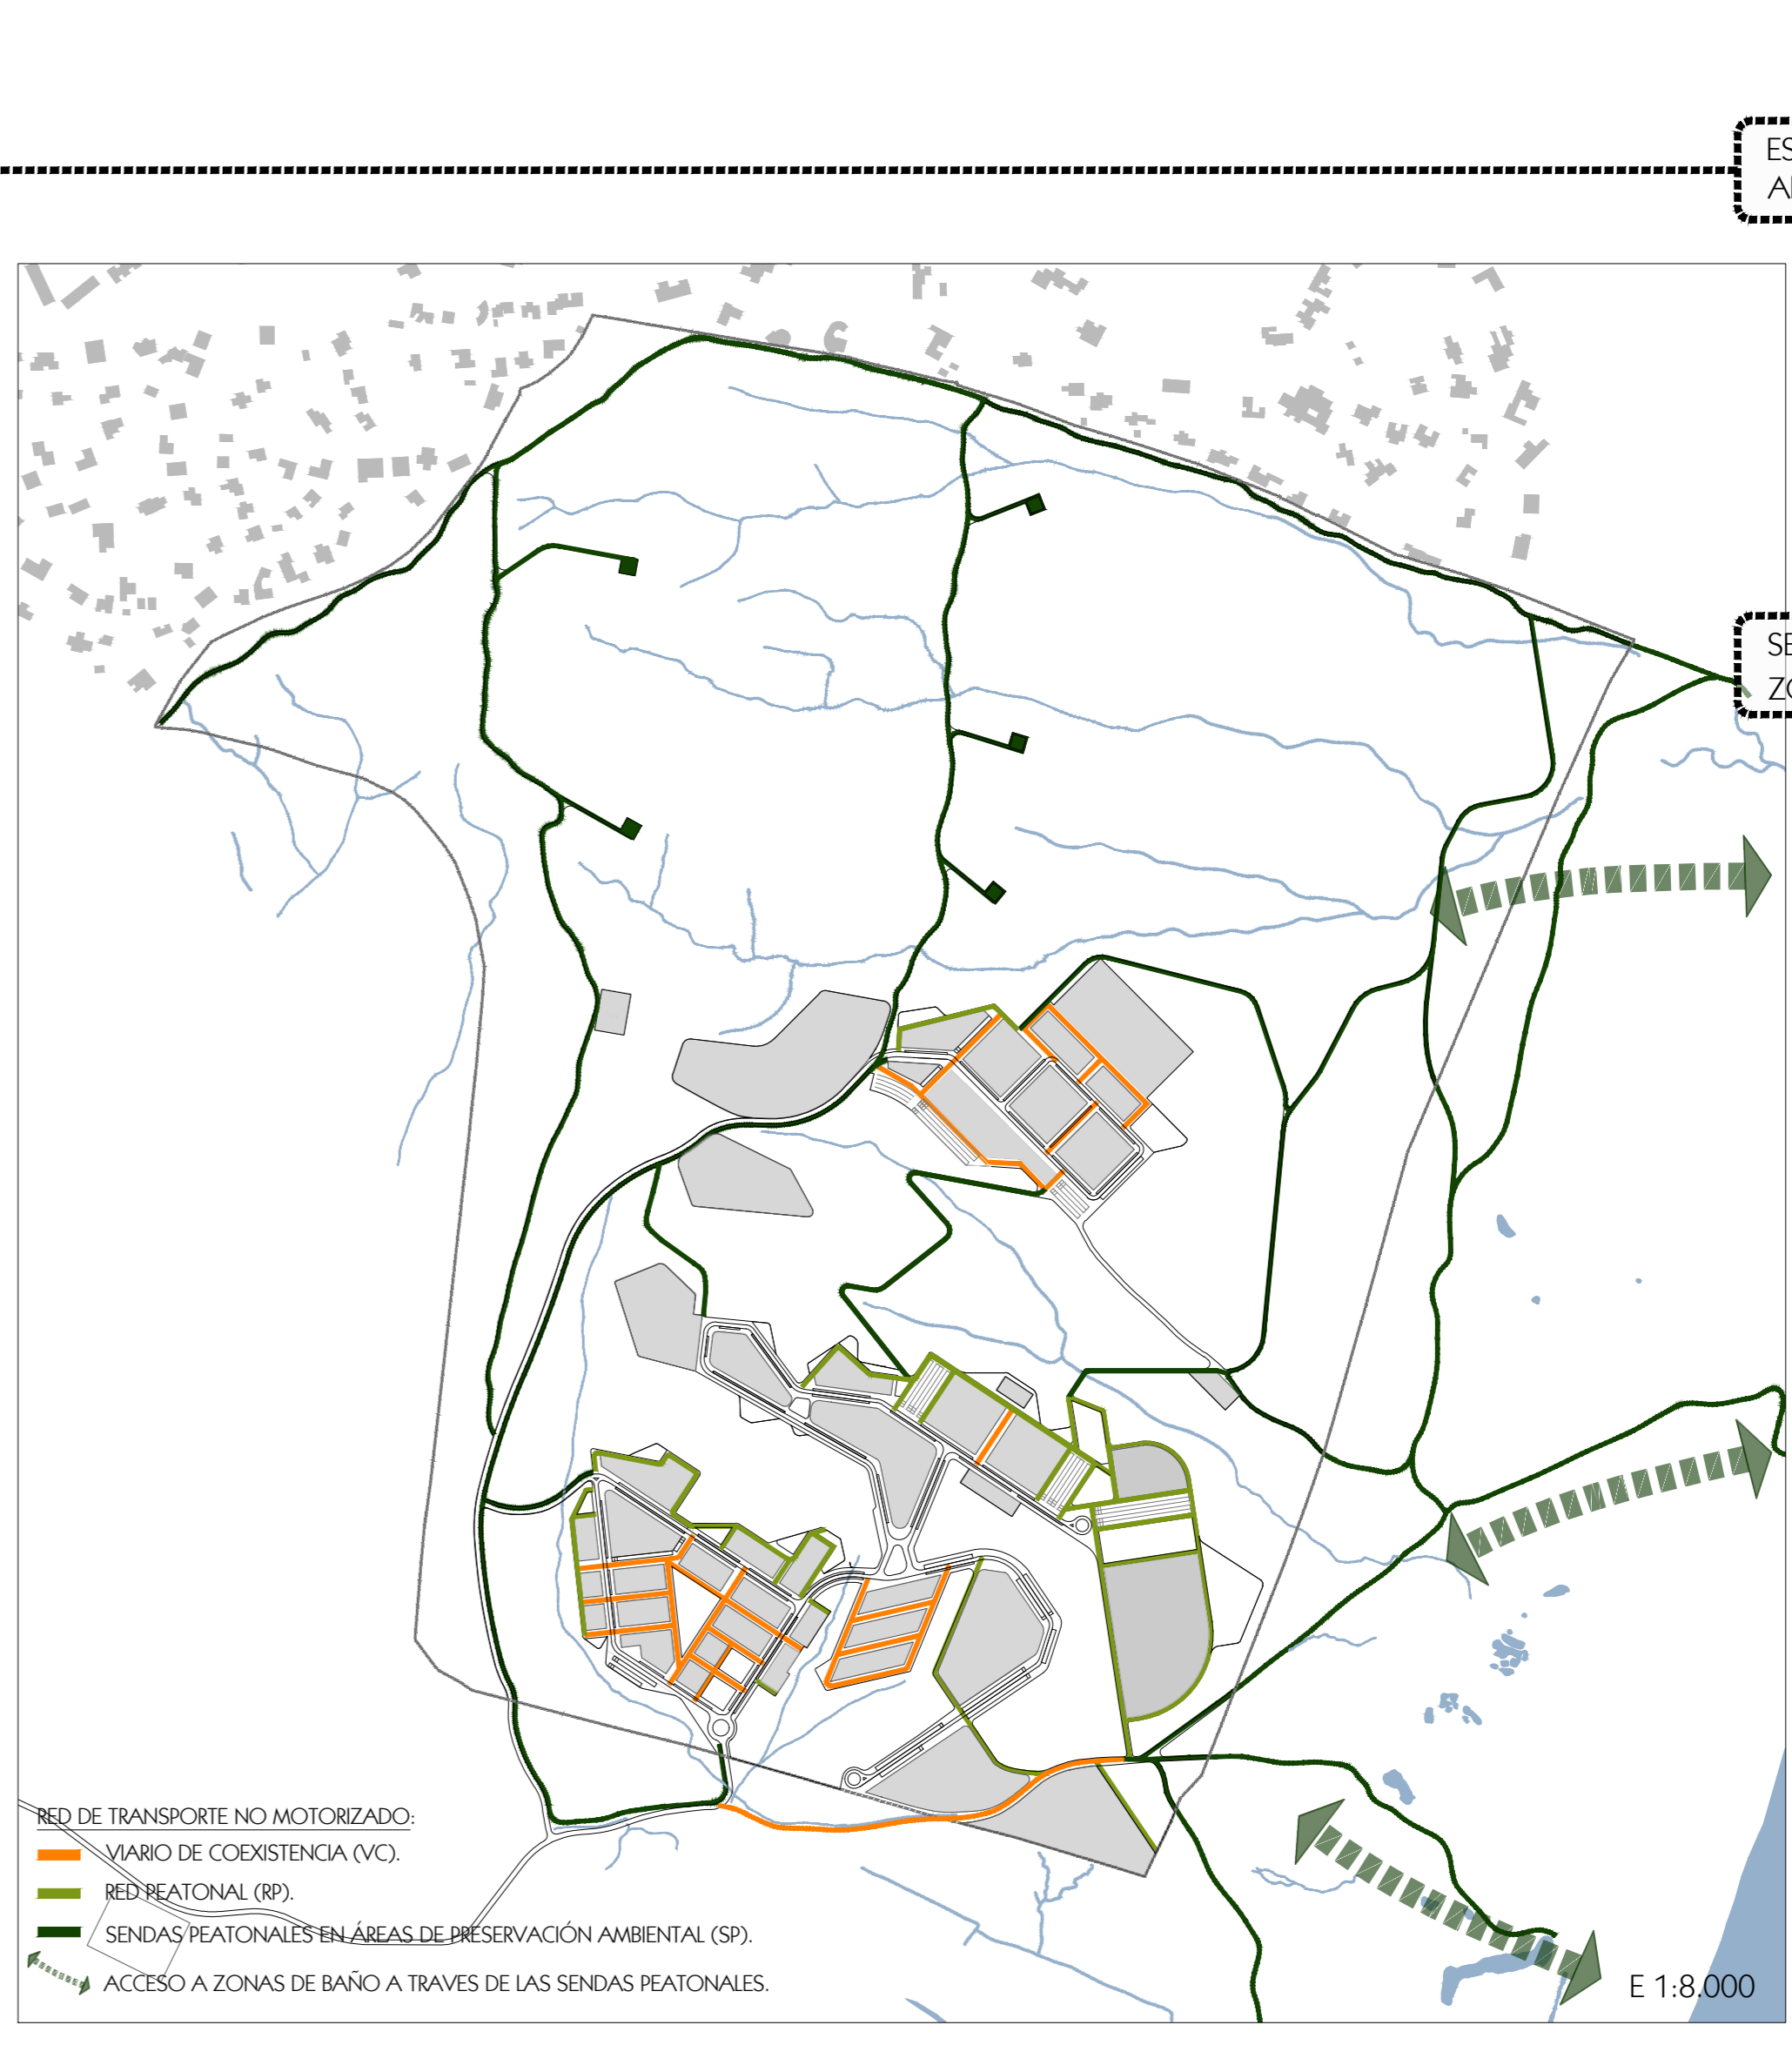 RED DE TRANSPORTE NO MOTORIZADO:
VIARIO DE COEXISTENCIA (VC).
RED PEATONAL (RP).
SENDAS PEATONALES EN ÁREAS DE PRESERVACIÓN AMBIENTAL (SP).
ACCESO A ZONAS DE BAÑO A TRAVES DE LAS SENDAS PEATONALES.
E 1:8.000